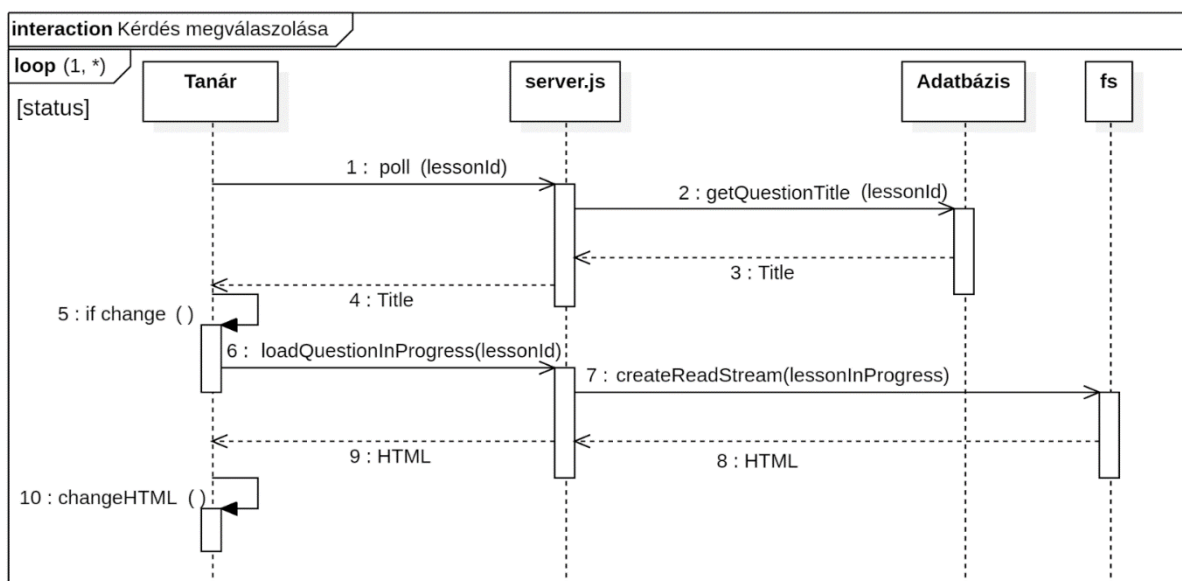 interaction Kérdés megválaszolása
loop (1, *)
[status]
Tanár
server.js
Adatbázis
fs
1 : poll (lessonId)
2 : getQuestionTitle (lessonId)
3 : Title
4 : Title
5 : if change ( )
6 : loadQuestionInProgress(lessonId)
7 : createReadStream(lessonInProgress)
8 : HTML
9 : HTML
10 : changeHTML ( )